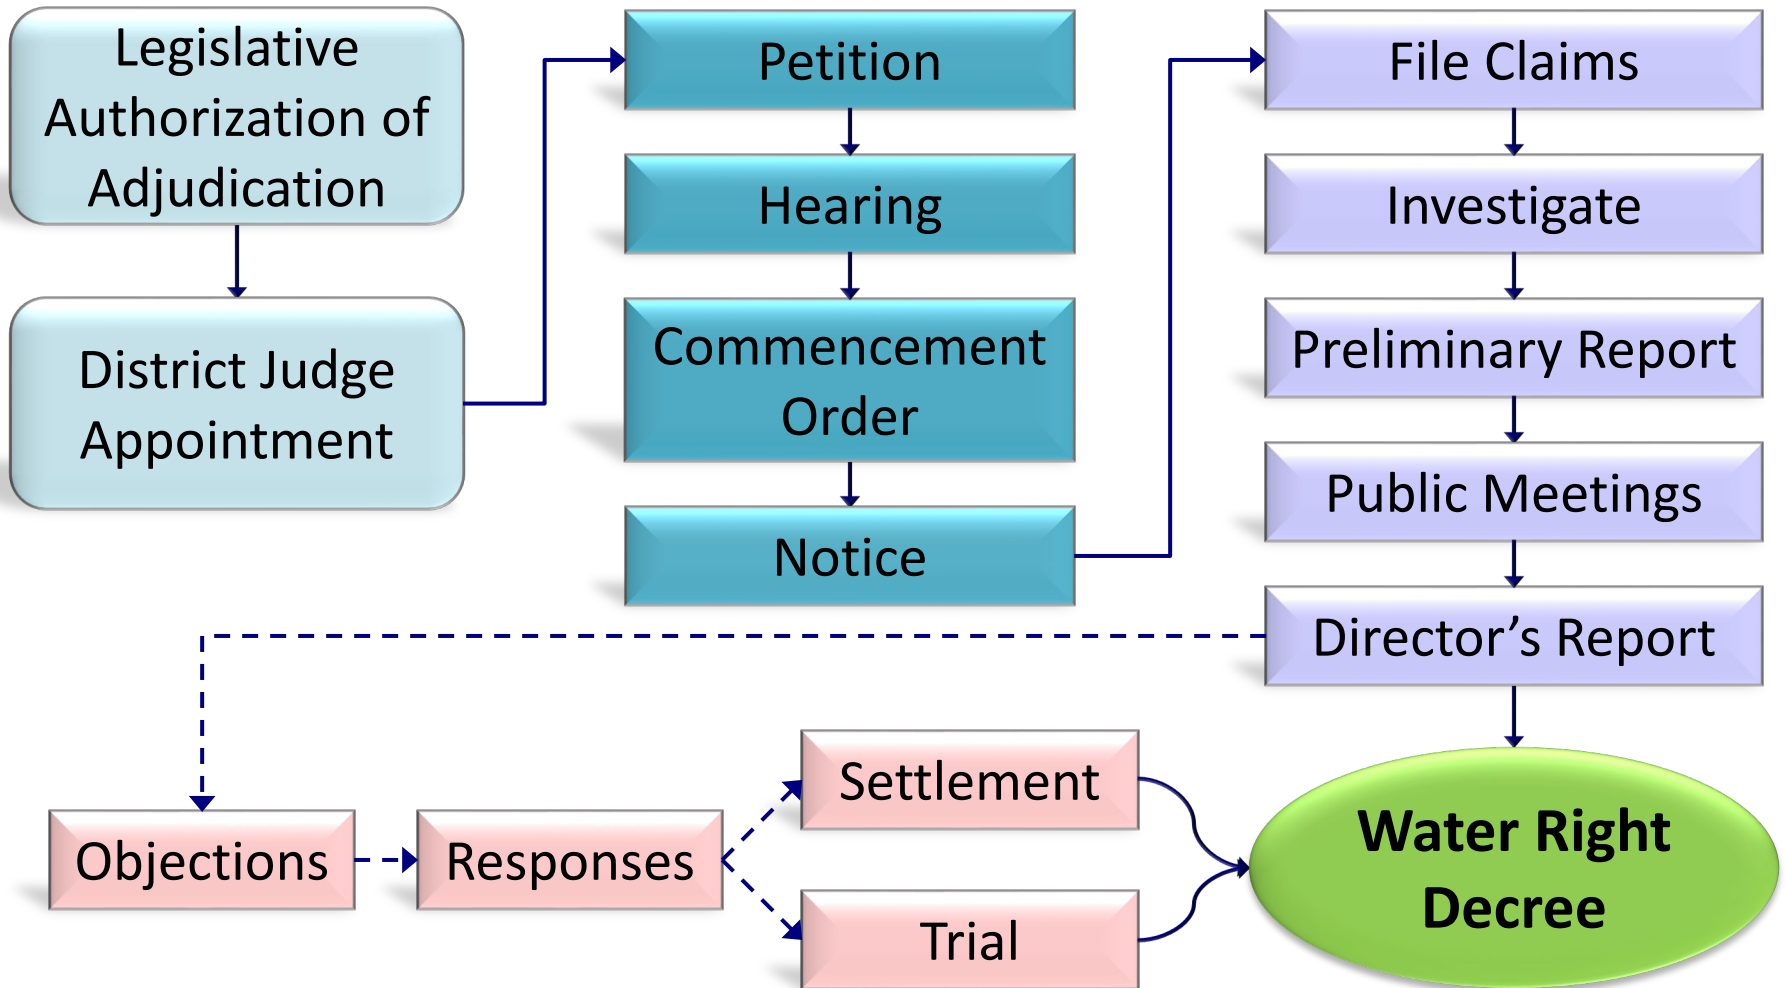 Legislative
Authorization of
Adjudication
District Judge
Appointment
Petition
Hearing
Commencement
Order
Notice
File Claims
Investigate
Preliminary Report
Public Meetings
Director’s Report
Objections
Responses
Settlement
Trial
Water Right
Decree